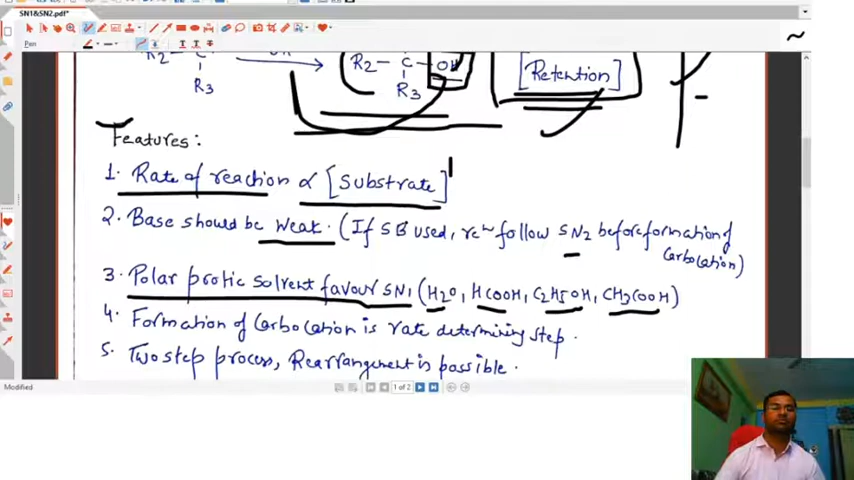 SN1&SN2.pdf*
Pen
R2 - C
R3
R2 - C - OH
R3
[Retention]
Features:
1. Rate of reaction ∝ [Substrate]¹
2. Base should be weak. (If SB used, rxn follow SN2 before formation of
Carbocation)
3. Polar protic solvent favour SN1 (H2O, HCOOH, C2H5OH, CH3COOH)
4. Formation of Carbocation is rate determining step.
5. Two step process, Rearrangement is possible.
Modified
1 of 2